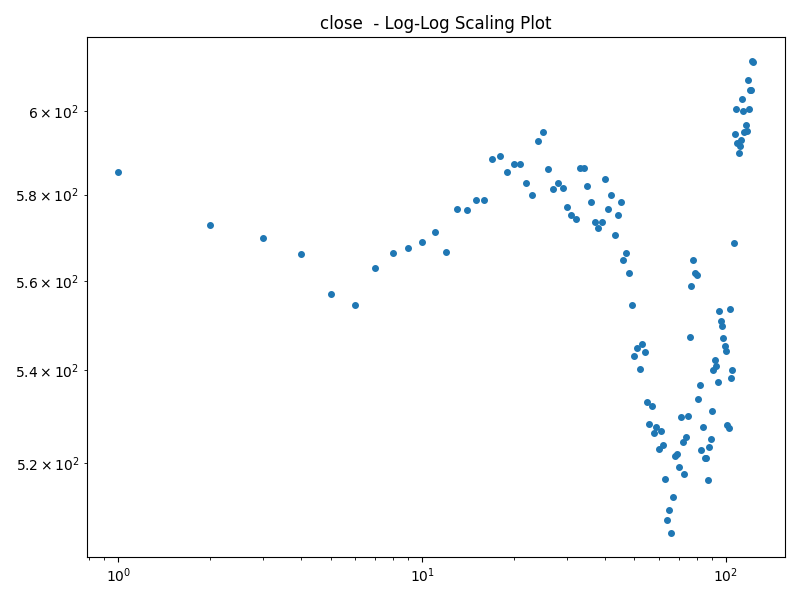 close  - Log-Log Scaling Plot
6 × 10²
5.8 × 10²
5.6 × 10²
5.4 × 10²
5.2 × 10²
10⁰ 10¹ 10²